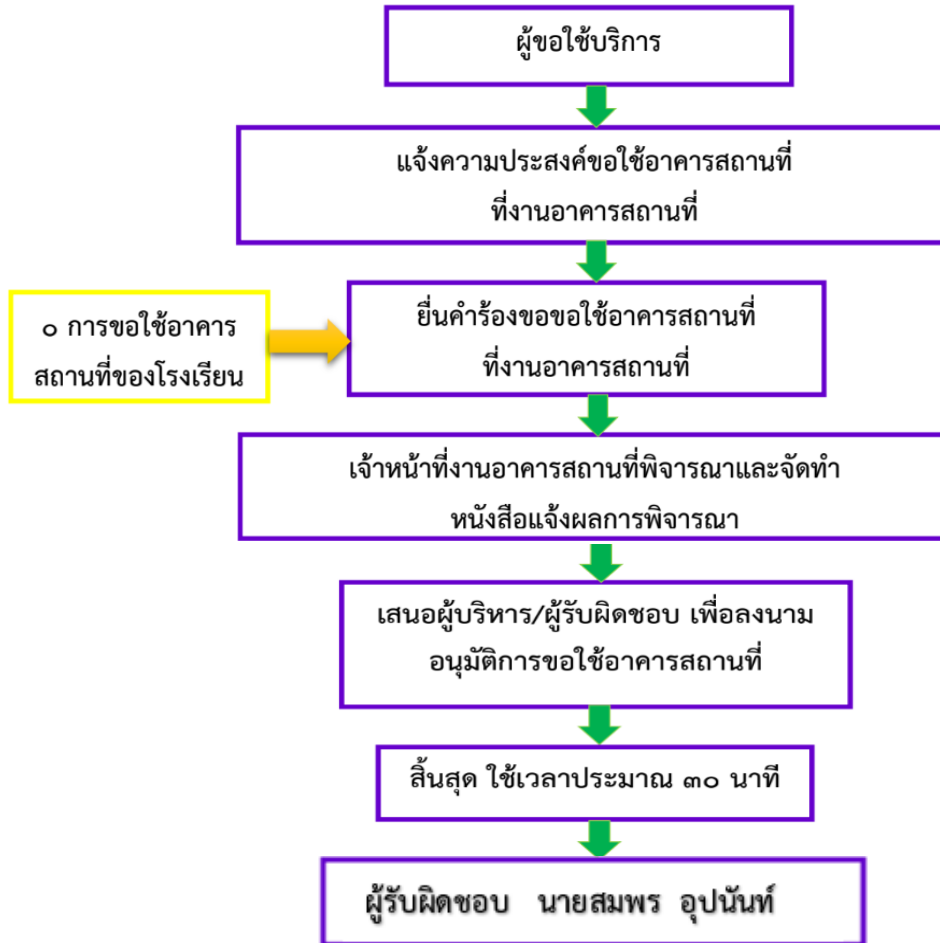 ผู้ขอใช้บริการ
แจ้งความประสงค์ขอใช้อาคารสถานที่
ที่งานอาคารสถานที่
๐ การขอใช้อาคาร
สถานที่ของโรงเรียน
ยื่นคำร้องขอขอใช้อาคารสถานที่
ที่งานอาคารสถานที่
เจ้าหน้าที่งานอาคารสถานที่พิจารณาและจัดทำ
หนังสือแจ้งผลการพิจารณา
เสนอผู้บริหาร/ผู้รับผิดชอบ เพื่อลงนาม
อนุมัติการขอใช้อาคารสถานที่
สิ้นสุด ใช้เวลาประมาณ ๓๐ นาที
ผู้รับผิดชอบ นายสมพร อุปนันท์